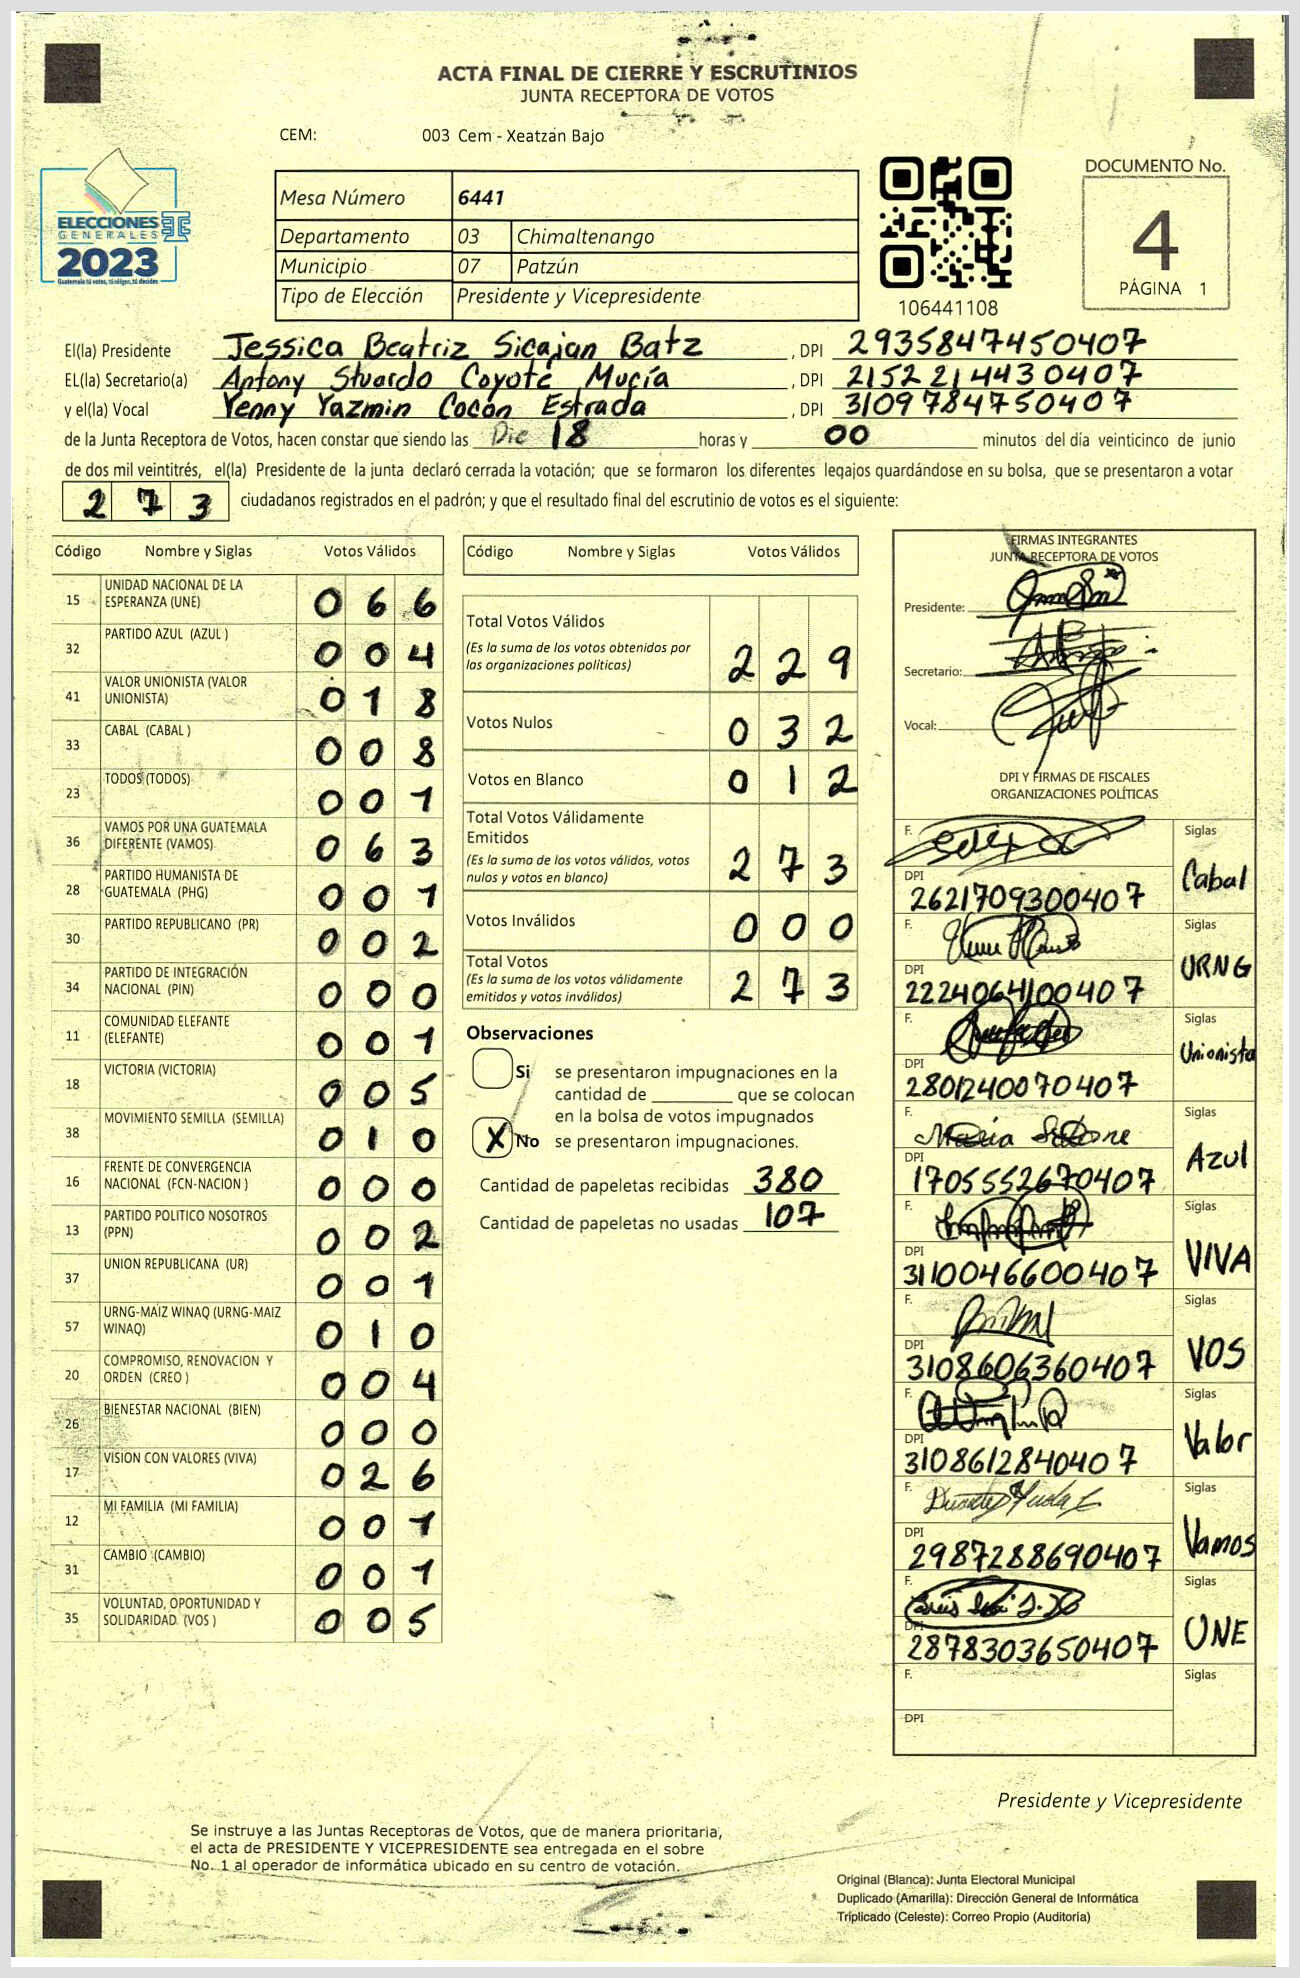 ACTA FINAL DE CIERRE Y ESCRUTINIOS
JUNTA RECEPTORA DE VOTOS
CEM: 003 Cem - Xeatzan Bajo
ELECCIONES
GENERALES
2023
Guatemala tú votas, tú eliges, tú decides
Mesa Número 6441
Departamento 03 Chimaltenango
Municipio 07 Patzún
Tipo de Elección Presidente y Vicepresidente
106441108
DOCUMENTO No.
4
PÁGINA 1
El(la) Presidente Jessica Beatriz Sicajan Batz , DPI 2935847450407
EL(la) Secretario(a) Antony Stuardo Coyoté Mucía , DPI 2152214430407
y el(la) Vocal Yenny Yazmin Cocón Estrada , DPI 3109784750407
de la Junta Receptora de Votos, hacen constar que siendo las Die 18 horas y 00 minutos del día veinticinco de junio
de dos mil veintitrés, el(la) Presidente de la junta declaró cerrada la votación; que se formaron los diferentes legajos guardándose en su bolsa, que se presentaron a votar
2 7 3 ciudadanos registrados en el padrón; y que el resultado final del escrutinio de votos es el siguiente:
Código Nombre y Siglas Votos Válidos
15 UNIDAD NACIONAL DE LA ESPERANZA (UNE) 0 6 6
32 PARTIDO AZUL (AZUL ) 0 0 4
41 VALOR UNIONISTA (VALOR UNIONISTA) 0 1 8
33 CABAL (CABAL ) 0 0 8
23 TODOS (TODOS) 0 0 1
36 VAMOS POR UNA GUATEMALA DIFERENTE (VAMOS) 0 6 3
28 PARTIDO HUMANISTA DE GUATEMALA (PHG) 0 0 1
30 PARTIDO REPUBLICANO (PR) 0 0 2
34 PARTIDO DE INTEGRACIÓN NACIONAL (PIN) 0 0 0
11 COMUNIDAD ELEFANTE (ELEFANTE) 0 0 1
18 VICTORIA (VICTORIA) 0 0 5
38 MOVIMIENTO SEMILLA (SEMILLA) 0 1 0
16 FRENTE DE CONVERGENCIA NACIONAL (FCN-NACION ) 0 0 0
13 PARTIDO POLITICO NOSOTROS (PPN) 0 0 2
37 UNION REPUBLICANA (UR) 0 0 1
57 URNG-MAIZ WINAQ (URNG-MAIZ WINAQ) 0 1 0
20 COMPROMISO, RENOVACION Y ORDEN (CREO ) 0 0 4
26 BIENESTAR NACIONAL (BIEN) 0 0 0
17 VISION CON VALORES (VIVA) 0 2 6
12 MI FAMILIA (MI FAMILIA) 0 0 1
31 CAMBIO (CAMBIO) 0 0 1
35 VOLUNTAD, OPORTUNIDAD Y SOLIDARIDAD (VOS ) 0 0 5
Código Nombre y Siglas Votos Válidos
Total Votos Válidos
(Es la suma de los votos obtenidos por
las organizaciones politicas) 2 2 9
Votos Nulos 0 3 2
Votos en Blanco 0 1 2
Total Votos Válidamente
Emitidos
(Es la suma de los votos válidos, votos
nulos y votos en blanco) 2 7 3
Votos Inválidos 0 0 0
Total Votos
(Es la suma de los votos válidamente
emitidos y votos inválidos) 2 7 3
Observaciones
Si se presentaron impugnaciones en la
cantidad de ________ que se colocan
en la bolsa de votos impugnados
X No se presentaron impugnaciones.
Cantidad de papeletas recibidas 380
Cantidad de papeletas no usadas 107
FIRMAS INTEGRANTES
JUNTA RECEPTORA DE VOTOS
Presidente:
Secretario:
Vocal:
DPI Y FIRMAS DE FISCALES
ORGANIZACIONES POLÍTICAS
F. Siglas
DPI 2621709300407 Cabal
F. Siglas
DPI 2224064100407 URNG
F. Siglas
DPI 2801240070407 Unionista
F. Siglas
DPI 1705552670407 Azul
F. Siglas
DPI 3110046600407 VIVA
F. Siglas
DPI 3108606360407 VOS
F. Siglas
DPI 3108612840407 Valor
F. Siglas
DPI 2987288690407 Vamos
F. Siglas
DPI 2878303650407 UNE
F. Siglas
DPI
Presidente y Vicepresidente
Se instruye a las Juntas Receptoras de Votos, que de manera prioritaria,
el acta de PRESIDENTE Y VICEPRESIDENTE sea entregada en el sobre
No. 1 al operador de informática ubicado en su centro de votación.
Original (Blanca): Junta Electoral Municipal
Duplicado (Amarilla): Dirección General de Informática
Triplicado (Celeste): Correo Propio (Auditoría)